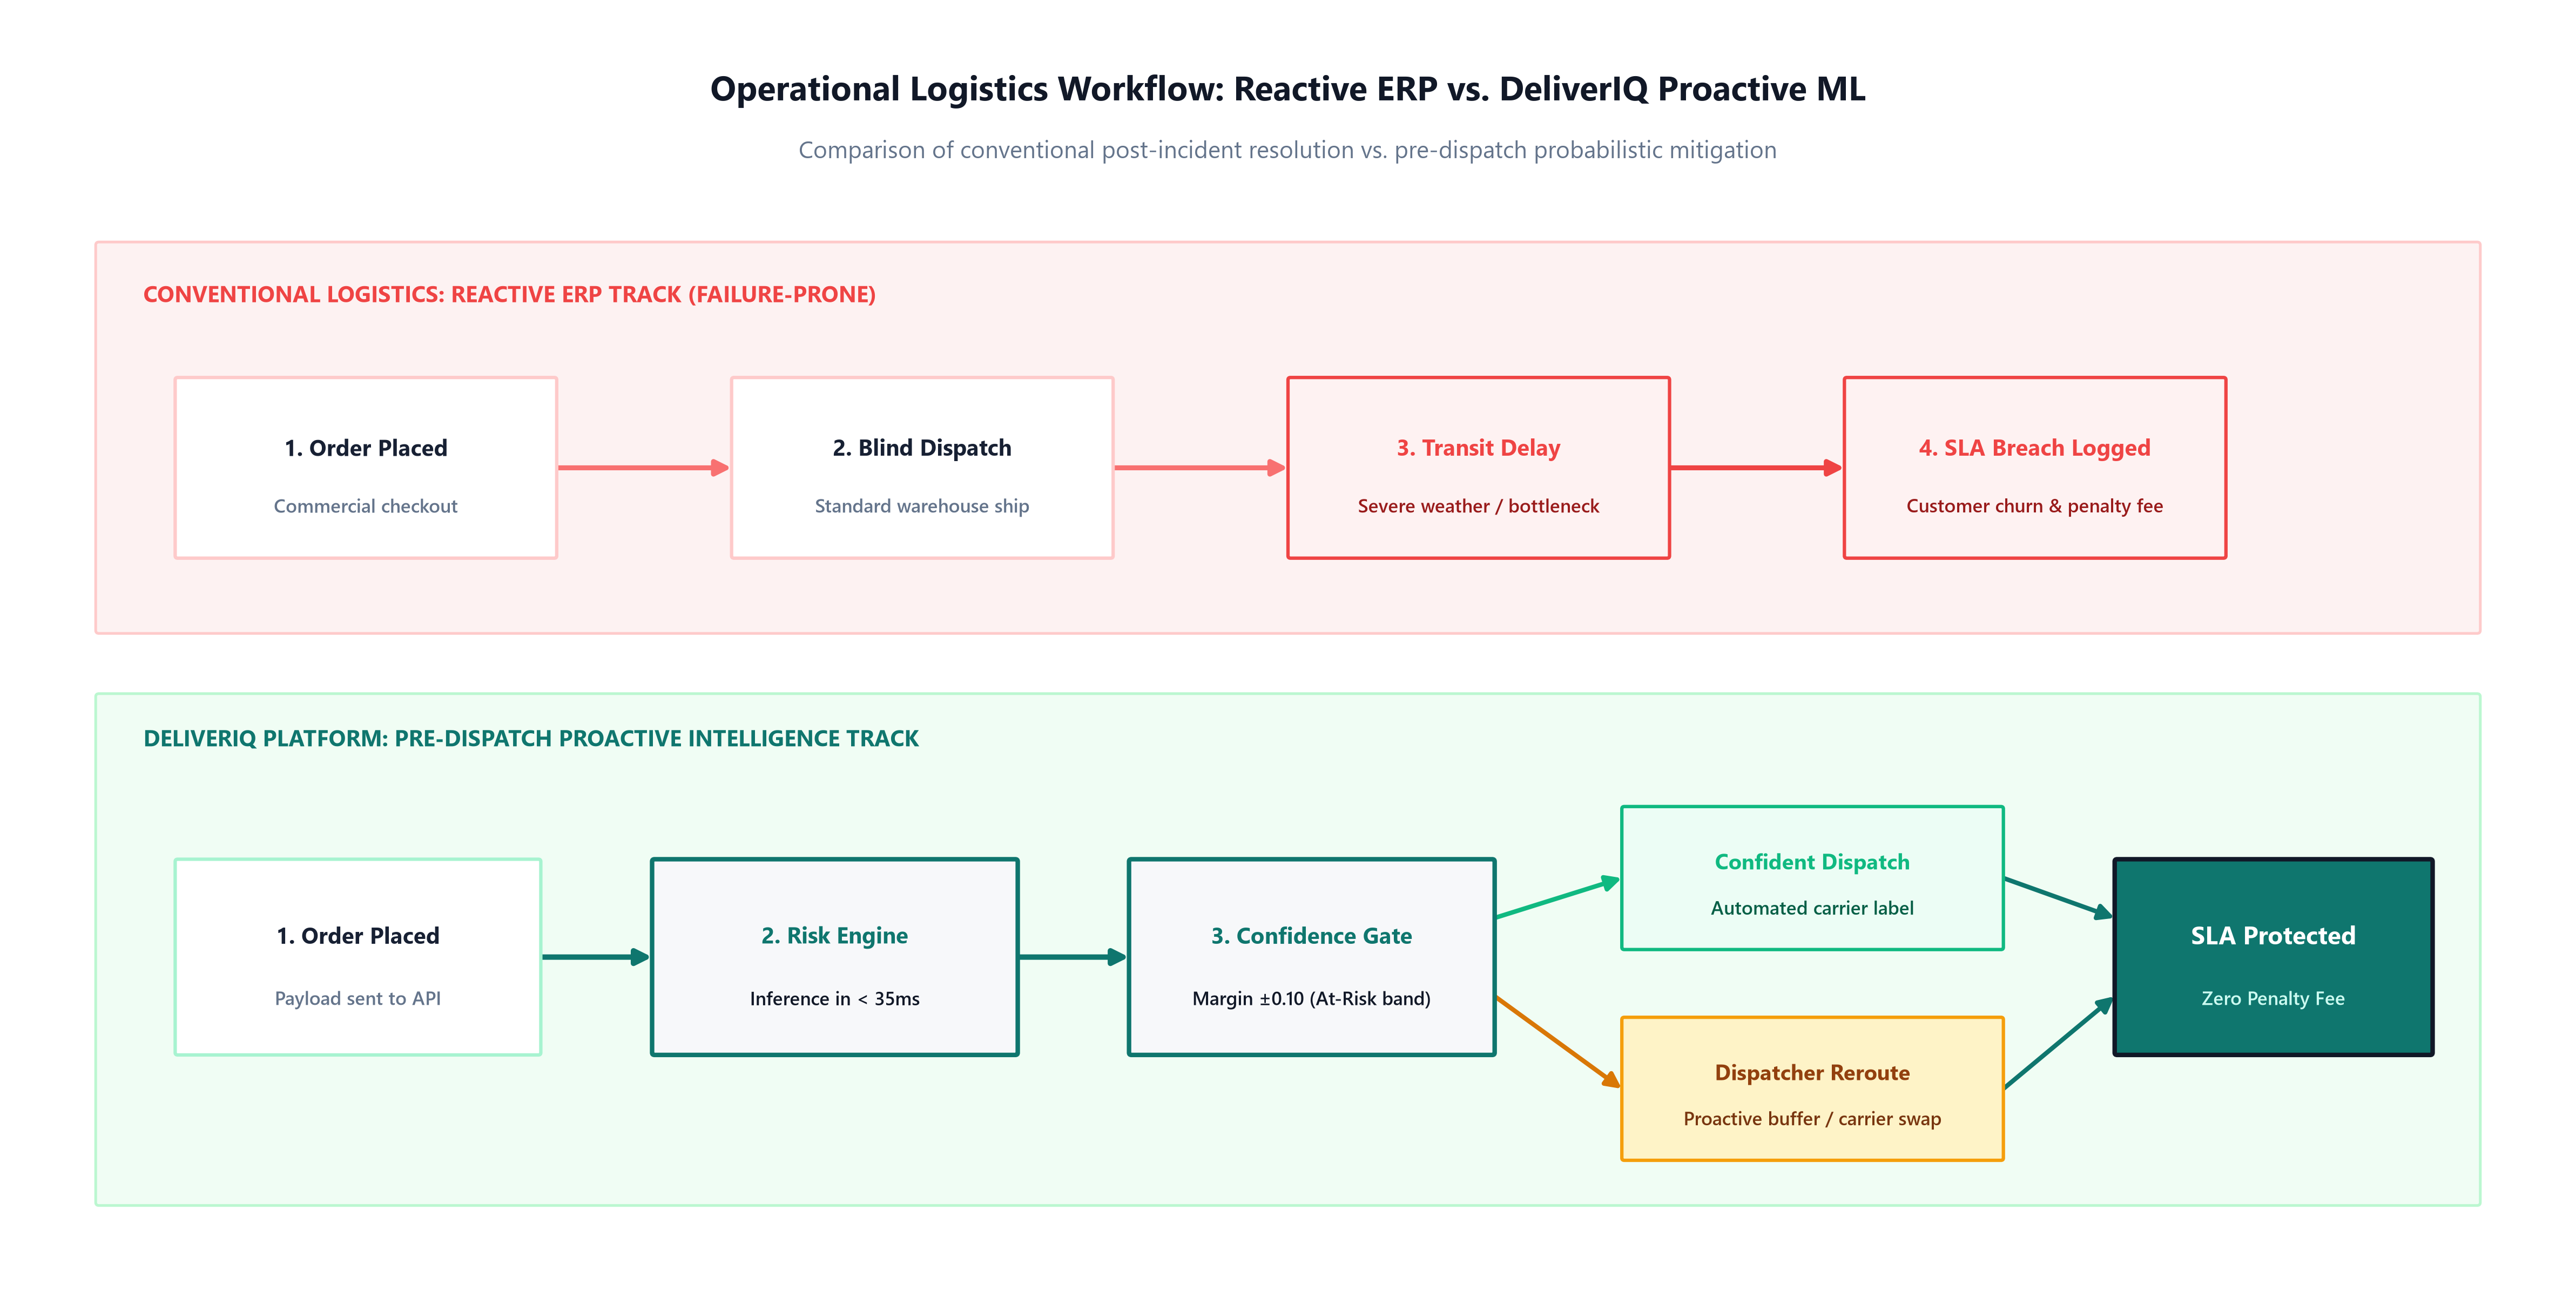 Operational Logistics Workflow: Reactive ERP vs. DeliverIQ Proactive ML
Comparison of conventional post-incident resolution vs. pre-dispatch probabilistic mitigation
CONVENTIONAL LOGISTICS: REACTIVE ERP TRACK (FAILURE-PRONE)
1. Order Placed
Commercial checkout
2. Blind Dispatch
Standard warehouse ship
3. Transit Delay
Severe weather / bottleneck
4. SLA Breach Logged
Customer churn & penalty fee
DELIVERIQ PLATFORM: PRE-DISPATCH PROACTIVE INTELLIGENCE TRACK
1. Order Placed
Payload sent to API
2. Risk Engine
Inference in < 35ms
3. Confidence Gate
Margin ±0.10 (At-Risk band)
Confident Dispatch
Automated carrier label
Dispatcher Reroute
Proactive buffer / carrier swap
SLA Protected
Zero Penalty Fee